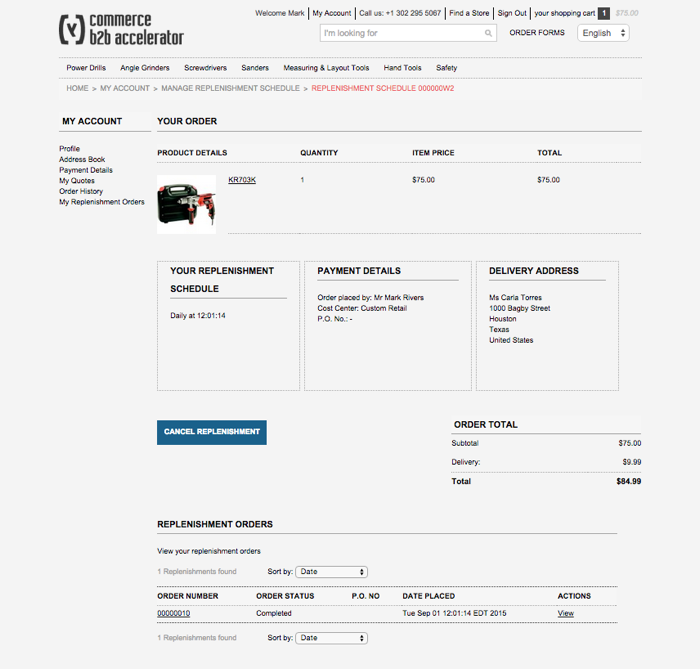 (Y) commerce
b2b accelerator
Welcome Mark My Account Call us: +1 302 295 5067 Find a Store Sign Out your shopping cart 1 $75.00
I'm looking for ORDER FORMS English
Power Drills Angle Grinders Screwdrivers Sanders Measuring & Layout Tools Hand Tools Safety
HOME > MY ACCOUNT > MANAGE REPLENISHMENT SCHEDULE > REPLENISHMENT SCHEDULE 000000W2
MY ACCOUNT
Profile
Address Book
Payment Details
My Quotes
Order History
My Replenishment Orders
YOUR ORDER
PRODUCT DETAILS QUANTITY ITEM PRICE TOTAL
KR703K 1 $75.00 $75.00
YOUR REPLENISHMENT
SCHEDULE
Daily at 12:01:14
PAYMENT DETAILS
Order placed by: Mr Mark Rivers
Cost Center: Custom Retail
P.O. No.: -
DELIVERY ADDRESS
Ms Carla Torres
1000 Bagby Street
Houston
Texas
United States
CANCEL REPLENISHMENT
ORDER TOTAL
Subtotal $75.00
Delivery: $9.99
Total $84.99
REPLENISHMENT ORDERS
View your replenishment orders
1 Replenishments found Sort by: Date
ORDER NUMBER ORDER STATUS P.O. NO DATE PLACED ACTIONS
00000010 Completed Tue Sep 01 12:01:14 EDT 2015 View
1 Replenishments found Sort by: Date